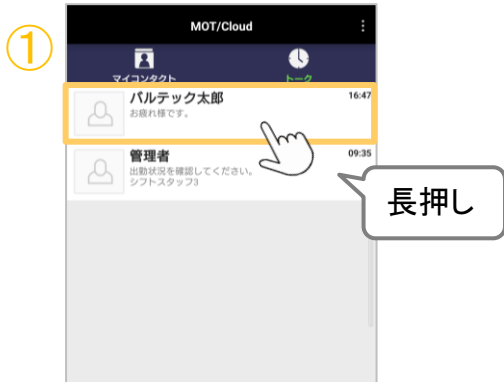 ①
MOT/Cloud
マイコンタクト
トーク
バルテック太郎
16:47
お疲れ様です。
管理者
09:35
出勤状況を確認してください。
シフトスタッフ3
長押し